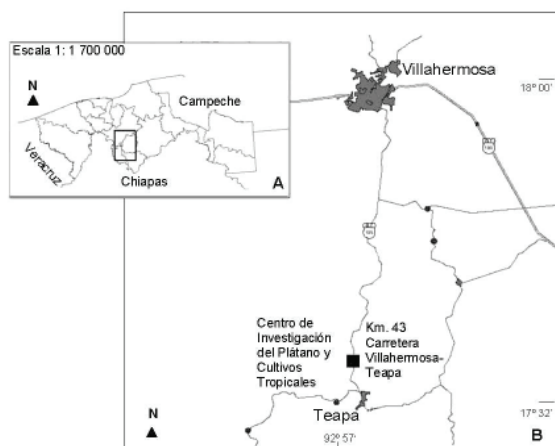 Escala 1: 1 700 000
N
Campeche
Veracruz
Chiapas
A
Villahermosa
18° 00'
Centro de
Investigación
del Plátano y
Cultivos
Tropicales
Km. 43
Carretera
Villahermosa-
Teapa
Teapa
17° 32'
N
92° 57'
B